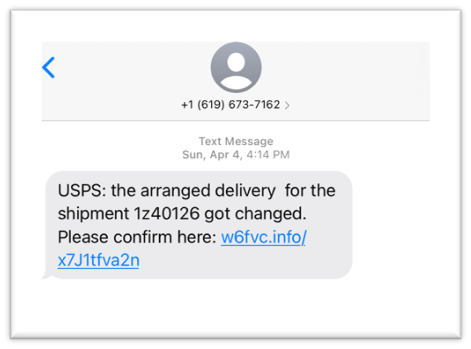 +1 (619) 673-7162 >
Text Message
Sun, Apr 4, 4:14 PM
USPS: the arranged delivery  for the
shipment 1z40126 got changed.
Please confirm here: w6fvc.info/
x7J1tfva2n